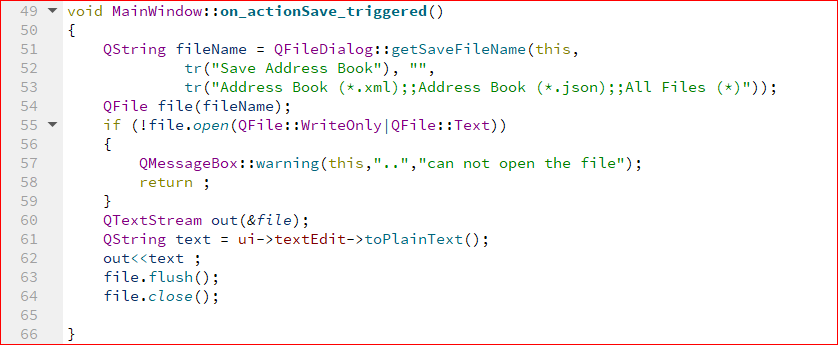 49 void MainWindow::on_actionSave_triggered()
50 {
51     QString fileName = QFileDialog::getSaveFileName(this,
52             tr("Save Address Book"), "",
53             tr("Address Book (*.xml);;Address Book (*.json);;All Files (*)"));
54     QFile file(fileName);
55     if (!file.open(QFile::WriteOnly|QFile::Text))
56     {
57         QMessageBox::warning(this,"..","can not open the file");
58         return ;
59     }
60     QTextStream out(&file);
61     QString text = ui->textEdit->toPlainText();
62     out<<text ;
63     file.flush();
64     file.close();
65
66 }